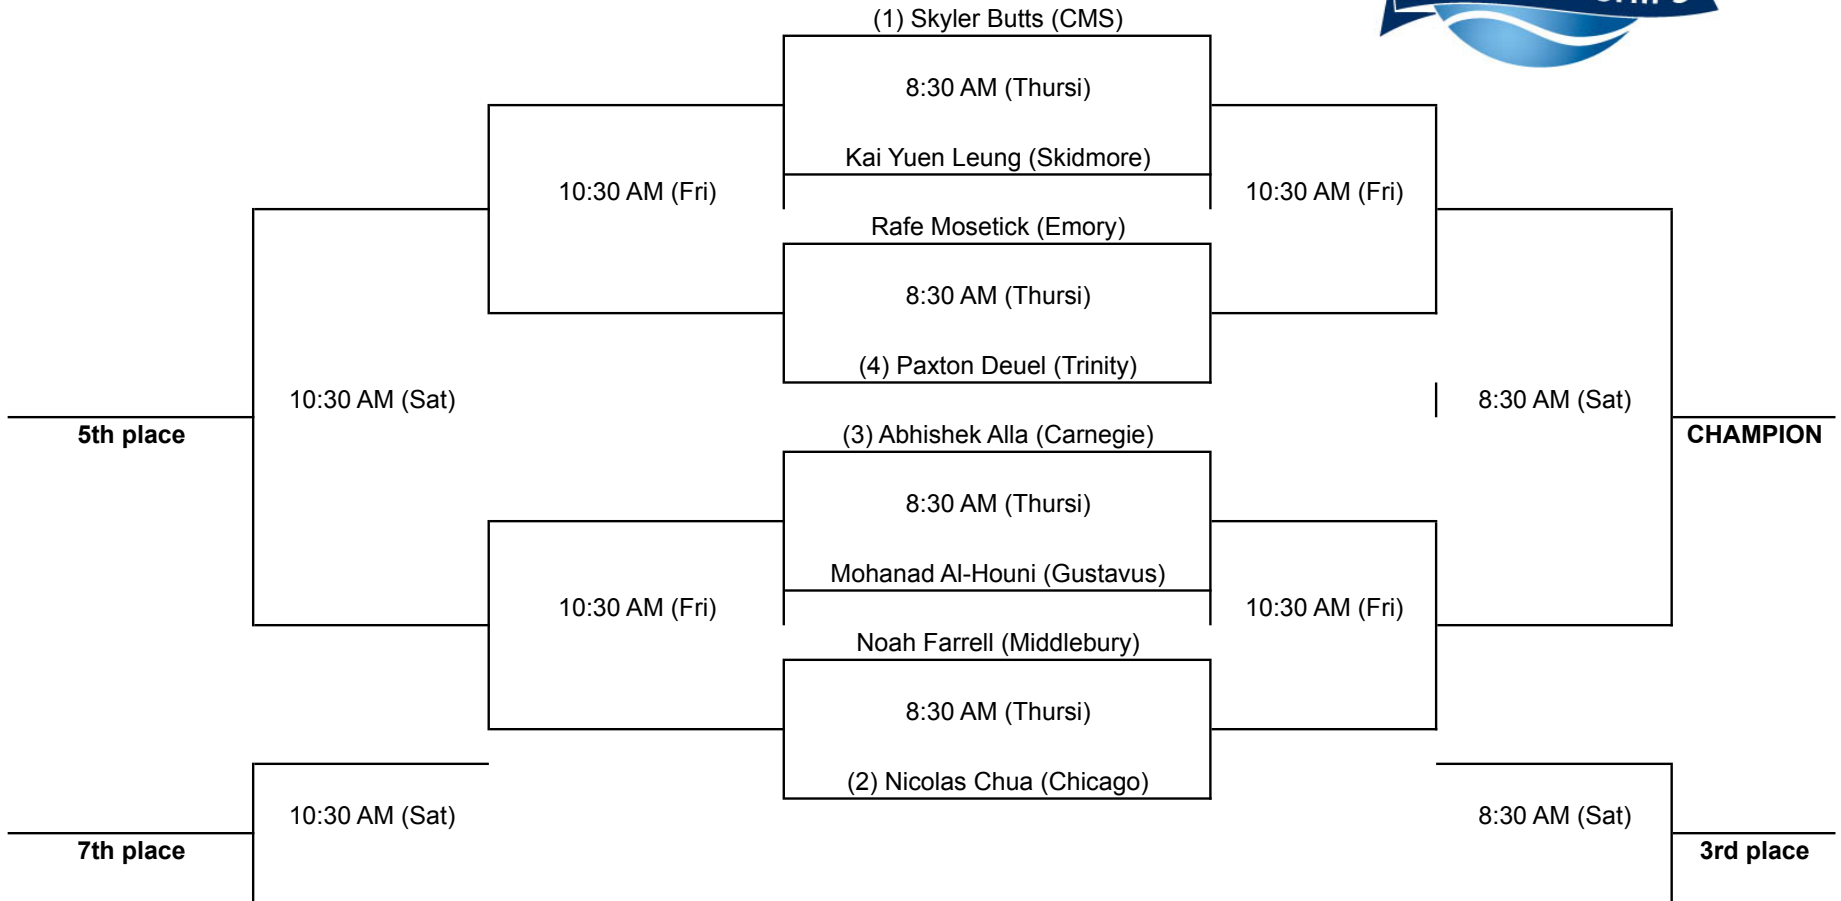 (1) Skyler Butts (CMS)
8:30 AM (Thursi)
Kai Yuen Leung (Skidmore)
10:30 AM (Fri)
10:30 AM (Fri)
Rafe Mosetick (Emory)
8:30 AM (Thursi)
(4) Paxton Deuel (Trinity)
10:30 AM (Sat)
8:30 AM (Sat)
5th place
(3) Abhishek Alla (Carnegie)
CHAMPION
8:30 AM (Thursi)
Mohanad Al-Houni (Gustavus)
10:30 AM (Fri)
10:30 AM (Fri)
Noah Farrell (Middlebury)
8:30 AM (Thursi)
(2) Nicolas Chua (Chicago)
10:30 AM (Sat)
8:30 AM (Sat)
7th place
3rd place